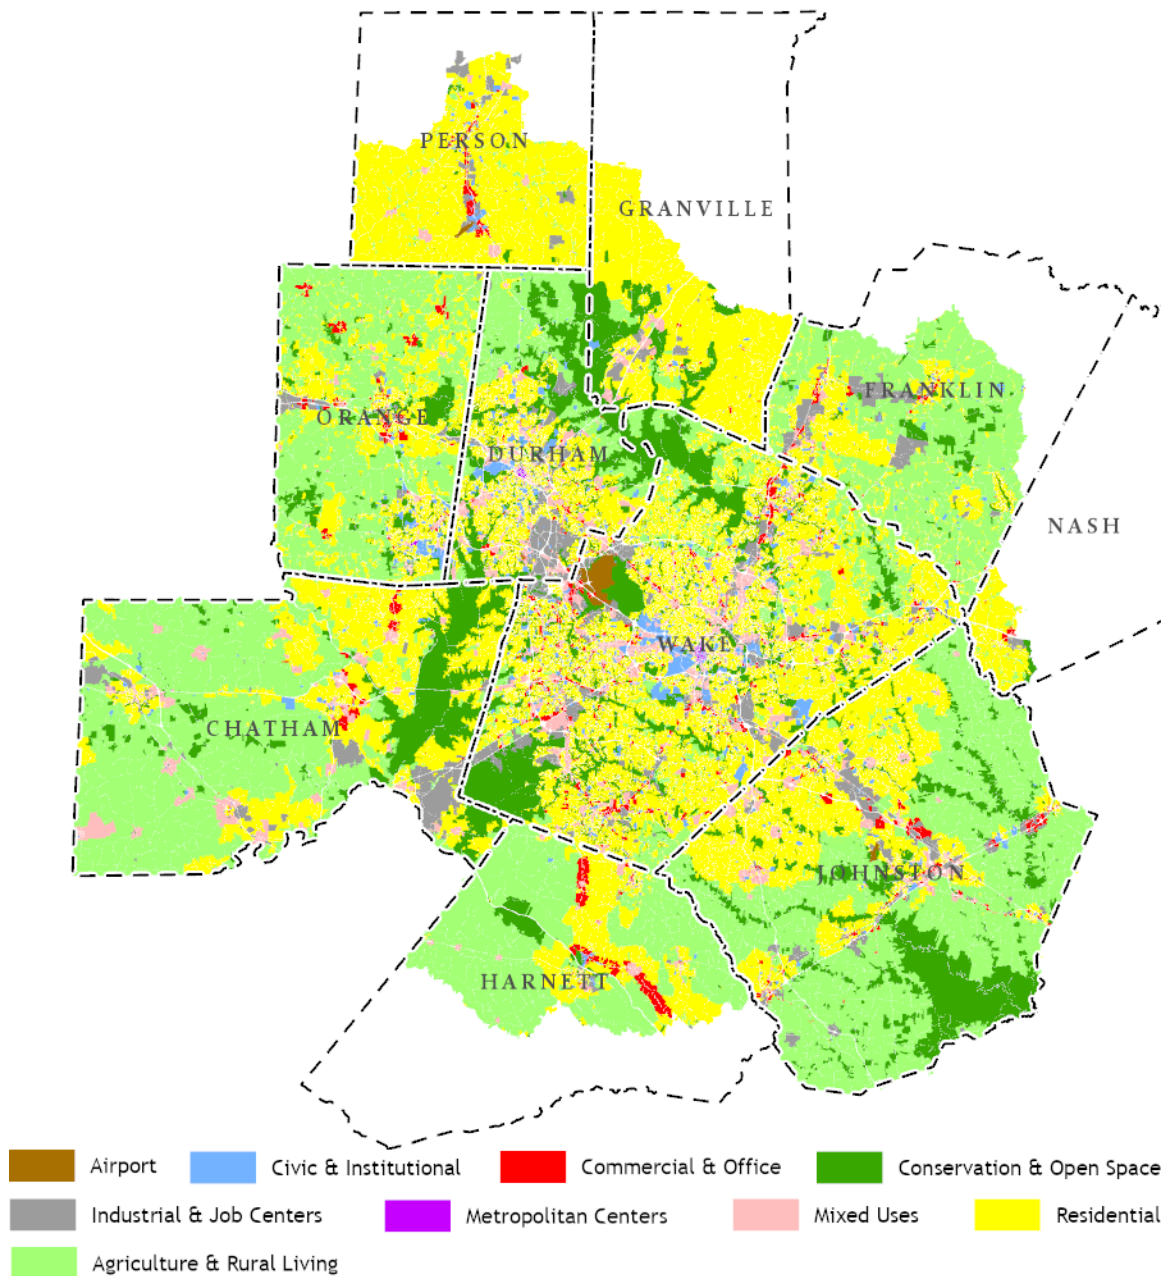 PERSON
GRANVILLE
FRANKLIN
ORANGE
DURHAM
NASH
WAKE
CHATHAM
JOHNSTON
HARNETT
Airport
Civic & Institutional
Commercial & Office
Conservation & Open Space
Industrial & Job Centers
Metropolitan Centers
Mixed Uses
Residential
Agriculture & Rural Living